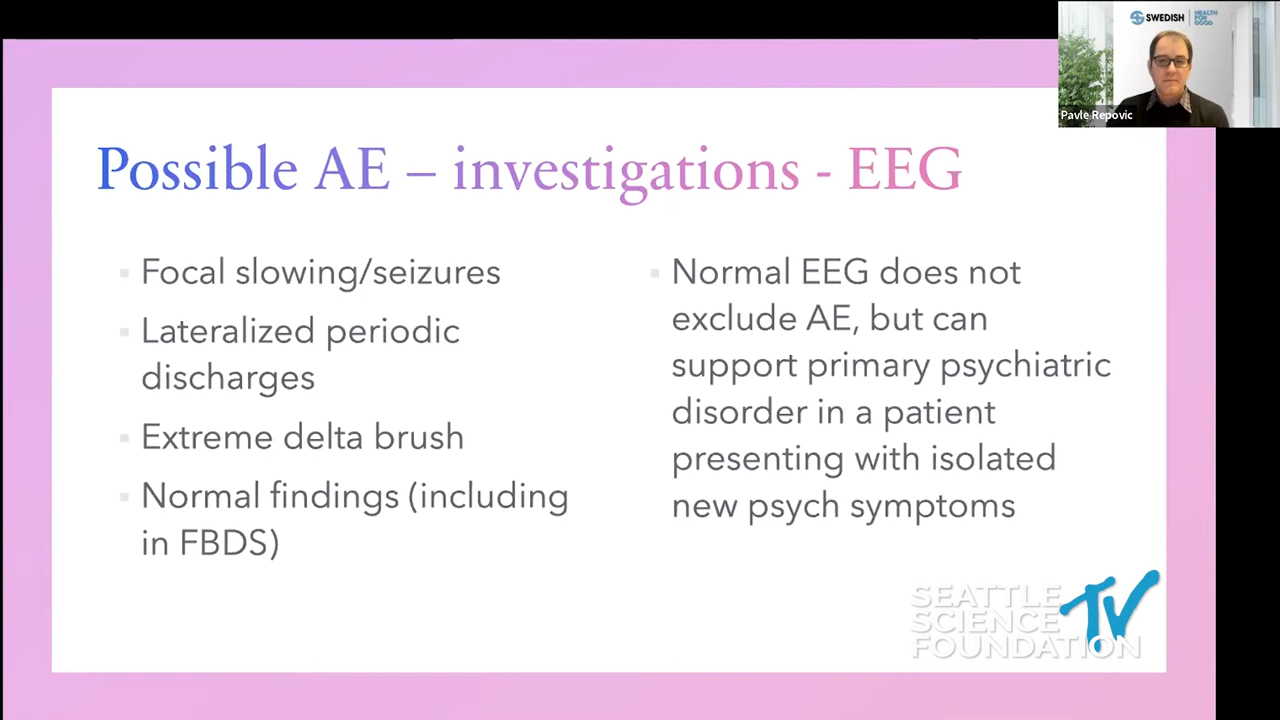 SWEDISH
HEALTH
FOR
GOOD
Pavle Repovic
Possible AE – investigations - EEG
Focal slowing/seizures
Lateralized periodic
discharges
Extreme delta brush
Normal findings (including
in FBDS)
Normal EEG does not
exclude AE, but can
support primary psychiatric
disorder in a patient
presenting with isolated
new psych symptoms
SEATTLE
SCIENCE
FOUNDATION
TV